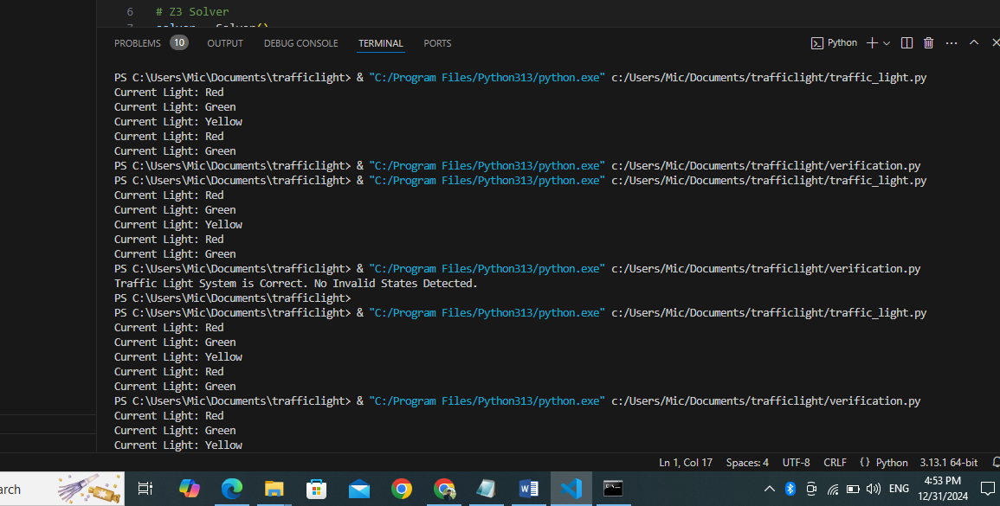 6 # Z3 Solver
PROBLEMS 10 OUTPUT DEBUG CONSOLE TERMINAL PORTS Python
PS C:\Users\Mic\Documents\trafficlight> & "C:/Program Files/Python313/python.exe" c:/Users/Mic/Documents/trafficlight/traffic_light.py
Current Light: Red
Current Light: Green
Current Light: Yellow
Current Light: Red
Current Light: Green
PS C:\Users\Mic\Documents\trafficlight> & "C:/Program Files/Python313/python.exe" c:/Users/Mic/Documents/trafficlight/verification.py
PS C:\Users\Mic\Documents\trafficlight> & "C:/Program Files/Python313/python.exe" c:/Users/Mic/Documents/trafficlight/traffic_light.py
Current Light: Red
Current Light: Green
Current Light: Yellow
Current Light: Red
Current Light: Green
PS C:\Users\Mic\Documents\trafficlight> & "C:/Program Files/Python313/python.exe" c:/Users/Mic/Documents/trafficlight/verification.py
Traffic Light System is Correct. No Invalid States Detected.
PS C:\Users\Mic\Documents\trafficlight>
PS C:\Users\Mic\Documents\trafficlight> & "C:/Program Files/Python313/python.exe" c:/Users/Mic/Documents/trafficlight/traffic_light.py
Current Light: Red
Current Light: Green
Current Light: Yellow
Current Light: Red
Current Light: Green
PS C:\Users\Mic\Documents\trafficlight> & "C:/Program Files/Python313/python.exe" c:/Users/Mic/Documents/trafficlight/verification.py
Current Light: Red
Current Light: Green
Current Light: Yellow
Ln 1, Col 17 Spaces: 4 UTF-8 CRLF {} Python 3.13.1 64-bit
arch ENG 4:53 PM
12/31/2024